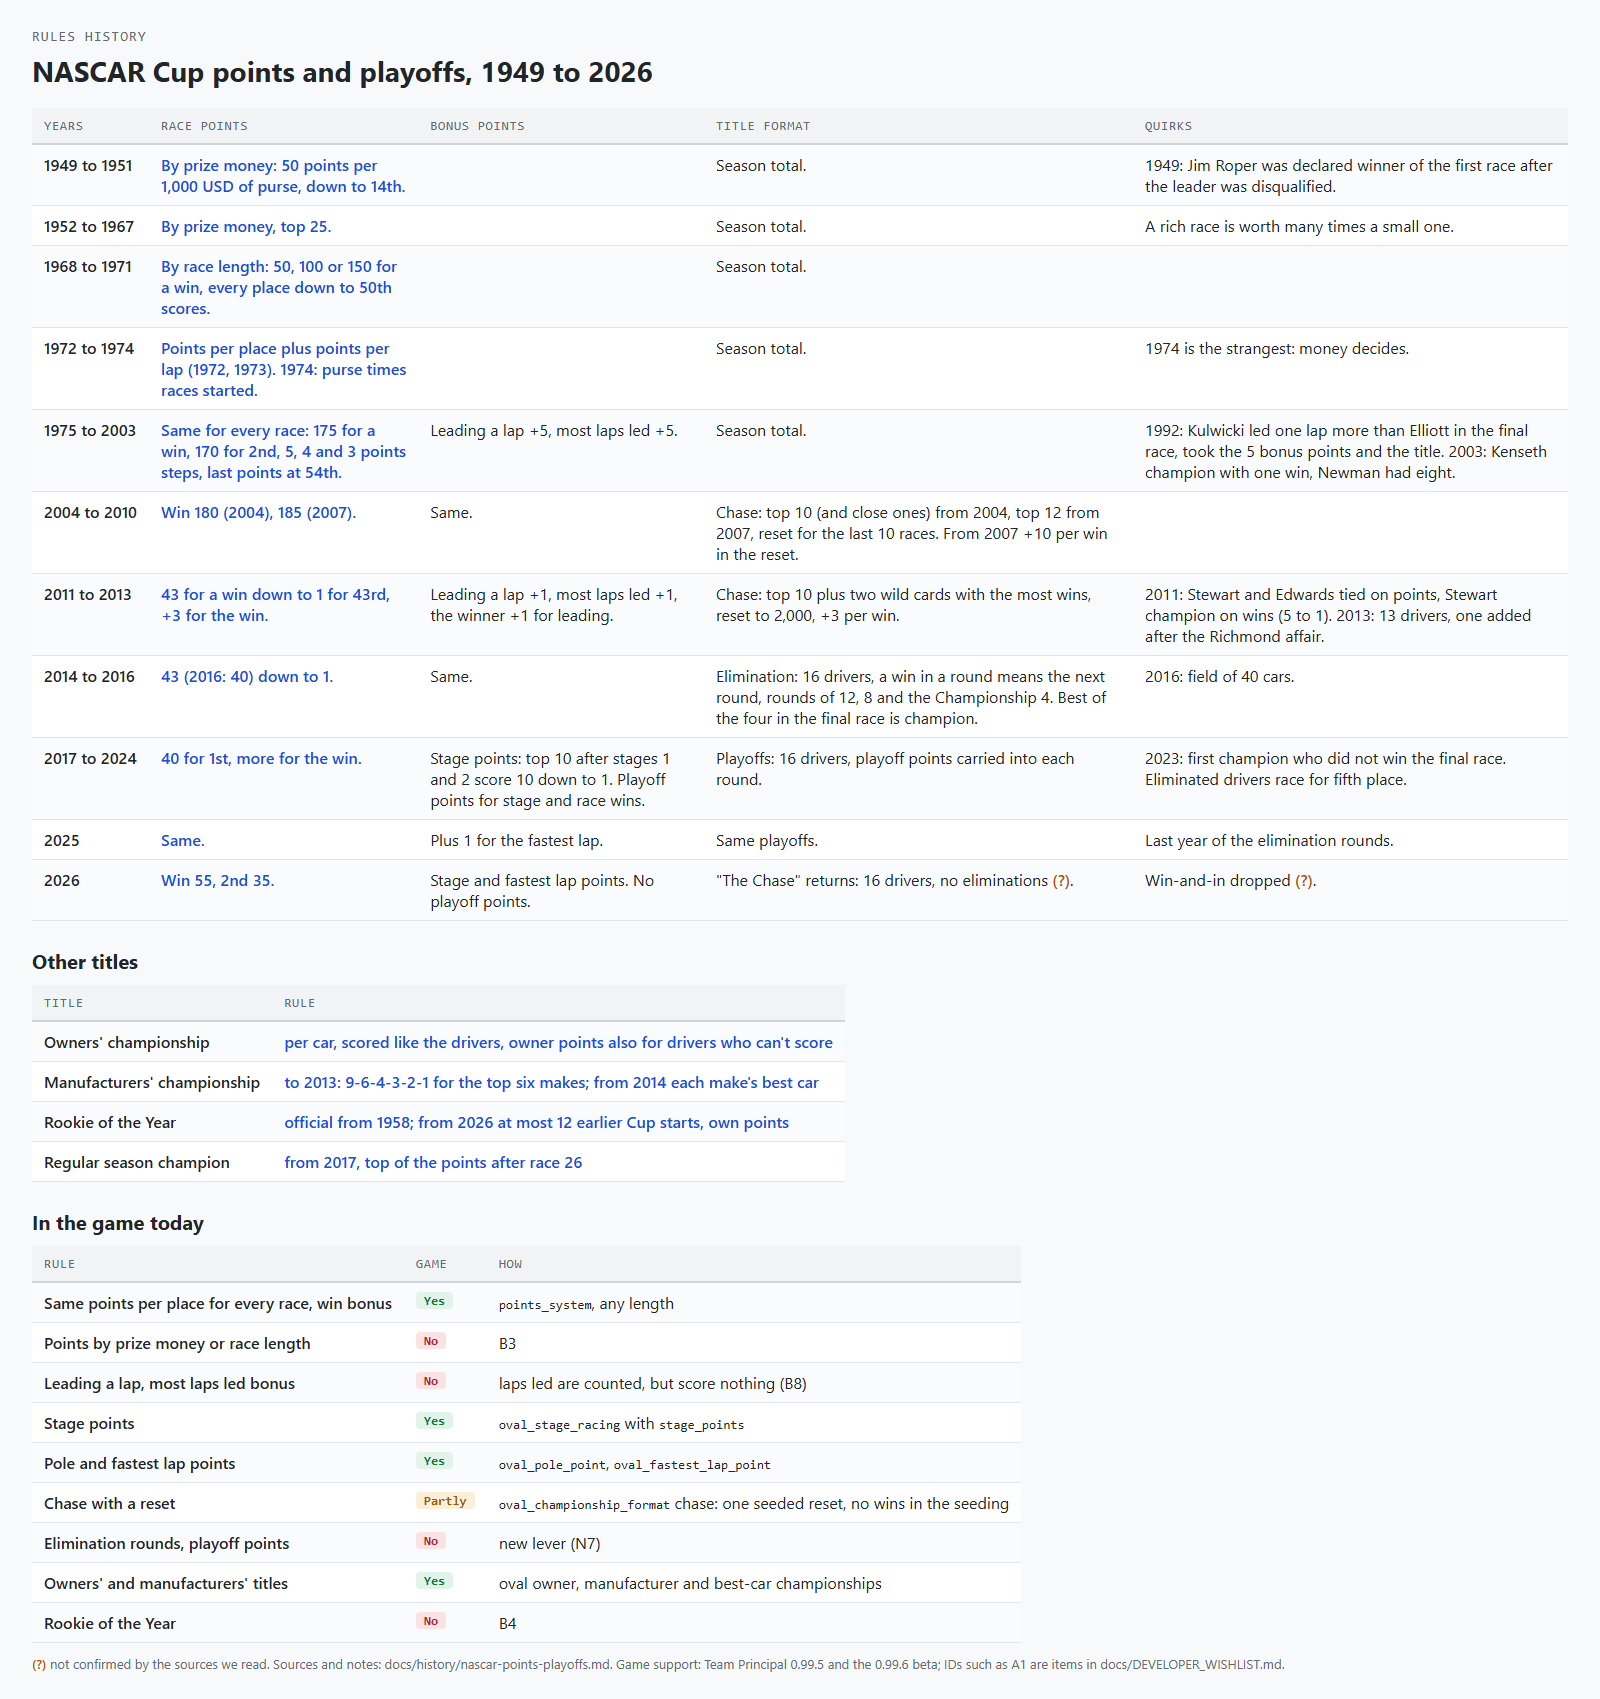 RULES HISTORY
NASCAR Cup points and playoffs, 1949 to 2026
YEARS RACE POINTS BONUS POINTS TITLE FORMAT QUIRKS
1949 to 1951 By prize money: 50 points per Season total. 1949: Jim Roper was declared winner of the first race after
1,000 USD of purse, down to 14th. the leader was disqualified.
1952 to 1967 By prize money, top 25. Season total. A rich race is worth many times a small one.
1968 to 1971 By race length: 50, 100 or 150 for Season total.
a win, every place down to 50th
scores.
1972 to 1974 Points per place plus points per Season total. 1974 is the strangest: money decides.
lap (1972, 1973). 1974: purse times
races started.
1975 to 2003 Same for every race: 175 for a Leading a lap +5, most laps led +5. Season total. 1992: Kulwicki led one lap more than Elliott in the final
win, 170 for 2nd, 5, 4 and 3 points race, took the 5 bonus points and the title. 2003: Kenseth
steps, last points at 54th. champion with one win, Newman had eight.
2004 to 2010 Win 180 (2004), 185 (2007). Same. Chase: top 10 (and close ones) from 2004, top 12 from
2007, reset for the last 10 races. From 2007 +10 per win
in the reset.
2011 to 2013 43 for a win down to 1 for 43rd, Leading a lap +1, most laps led +1, Chase: top 10 plus two wild cards with the most wins, 2011: Stewart and Edwards tied on points, Stewart
+3 for the win. the winner +1 for leading. reset to 2,000, +3 per win. champion on wins (5 to 1). 2013: 13 drivers, one added
after the Richmond affair.
2014 to 2016 43 (2016: 40) down to 1. Same. Elimination: 16 drivers, a win in a round means the next 2016: field of 40 cars.
round, rounds of 12, 8 and the Championship 4. Best of
the four in the final race is champion.
2017 to 2024 40 for 1st, more for the win. Stage points: top 10 after stages 1 Playoffs: 16 drivers, playoff points carried into each 2023: first champion who did not win the final race.
and 2 score 10 down to 1. Playoff round. Eliminated drivers race for fifth place.
points for stage and race wins.
2025 Same. Plus 1 for the fastest lap. Same playoffs. Last year of the elimination rounds.
2026 Win 55, 2nd 35. Stage and fastest lap points. No "The Chase" returns: 16 drivers, no eliminations (?). Win-and-in dropped (?).
playoff points.
Other titles
TITLE RULE
Owners' championship per car, scored like the drivers, owner points also for drivers who can't score
Manufacturers' championship to 2013: 9-6-4-3-2-1 for the top six makes; from 2014 each make's best car
Rookie of the Year official from 1958; from 2026 at most 12 earlier Cup starts, own points
Regular season champion from 2017, top of the points after race 26
In the game today
RULE GAME HOW
Same points per place for every race, win bonus Yes points_system, any length
Points by prize money or race length No B3
Leading a lap, most laps led bonus No laps led are counted, but score nothing (B8)
Stage points Yes oval_stage_racing with stage_points
Pole and fastest lap points Yes oval_pole_point, oval_fastest_lap_point
Chase with a reset Partly oval_championship_format chase: one seeded reset, no wins in the seeding
Elimination rounds, playoff points No new lever (N7)
Owners' and manufacturers' titles Yes oval owner, manufacturer and best-car championships
Rookie of the Year No B4
(?) not confirmed by the sources we read. Sources and notes: docs/history/nascar-points-playoffs.md. Game support: Team Principal 0.99.5 and the 0.99.6 beta; IDs such as A1 are items in docs/DEVELOPER_WISHLIST.md.